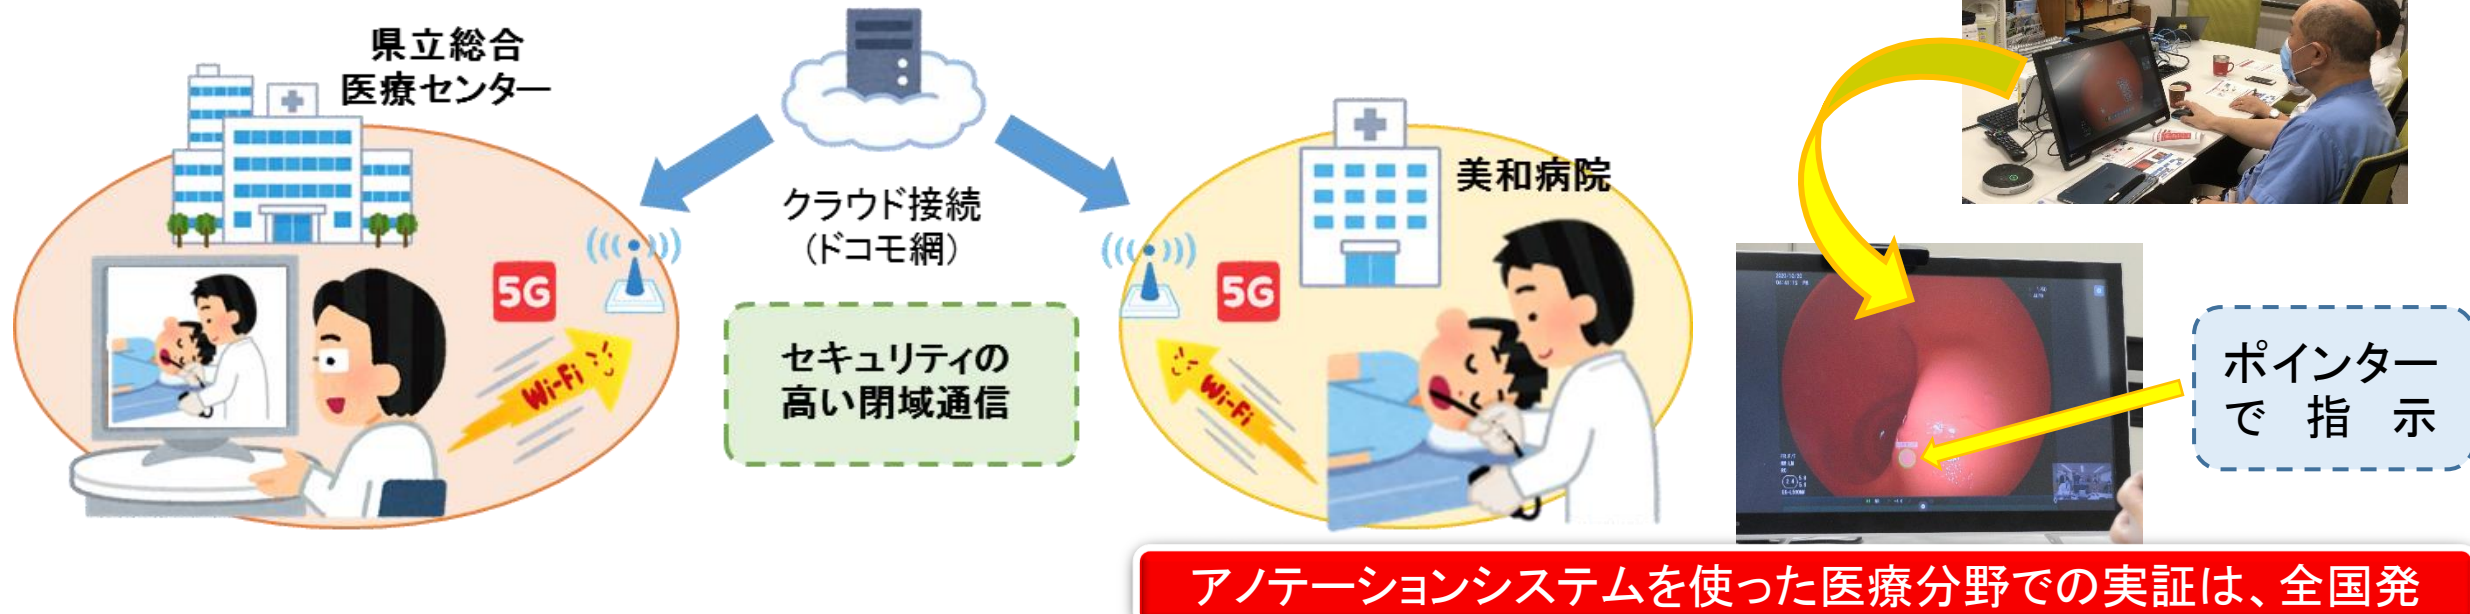 県立総合
医療センター
クラウド接続
(ドコモ網)
セキュリティの
高い閉域通信
5G
Wi-Fi
美和病院
5G
Wi-Fi
ポインター
で 指 示
アノテーションシステムを使った医療分野での実証は、全国発